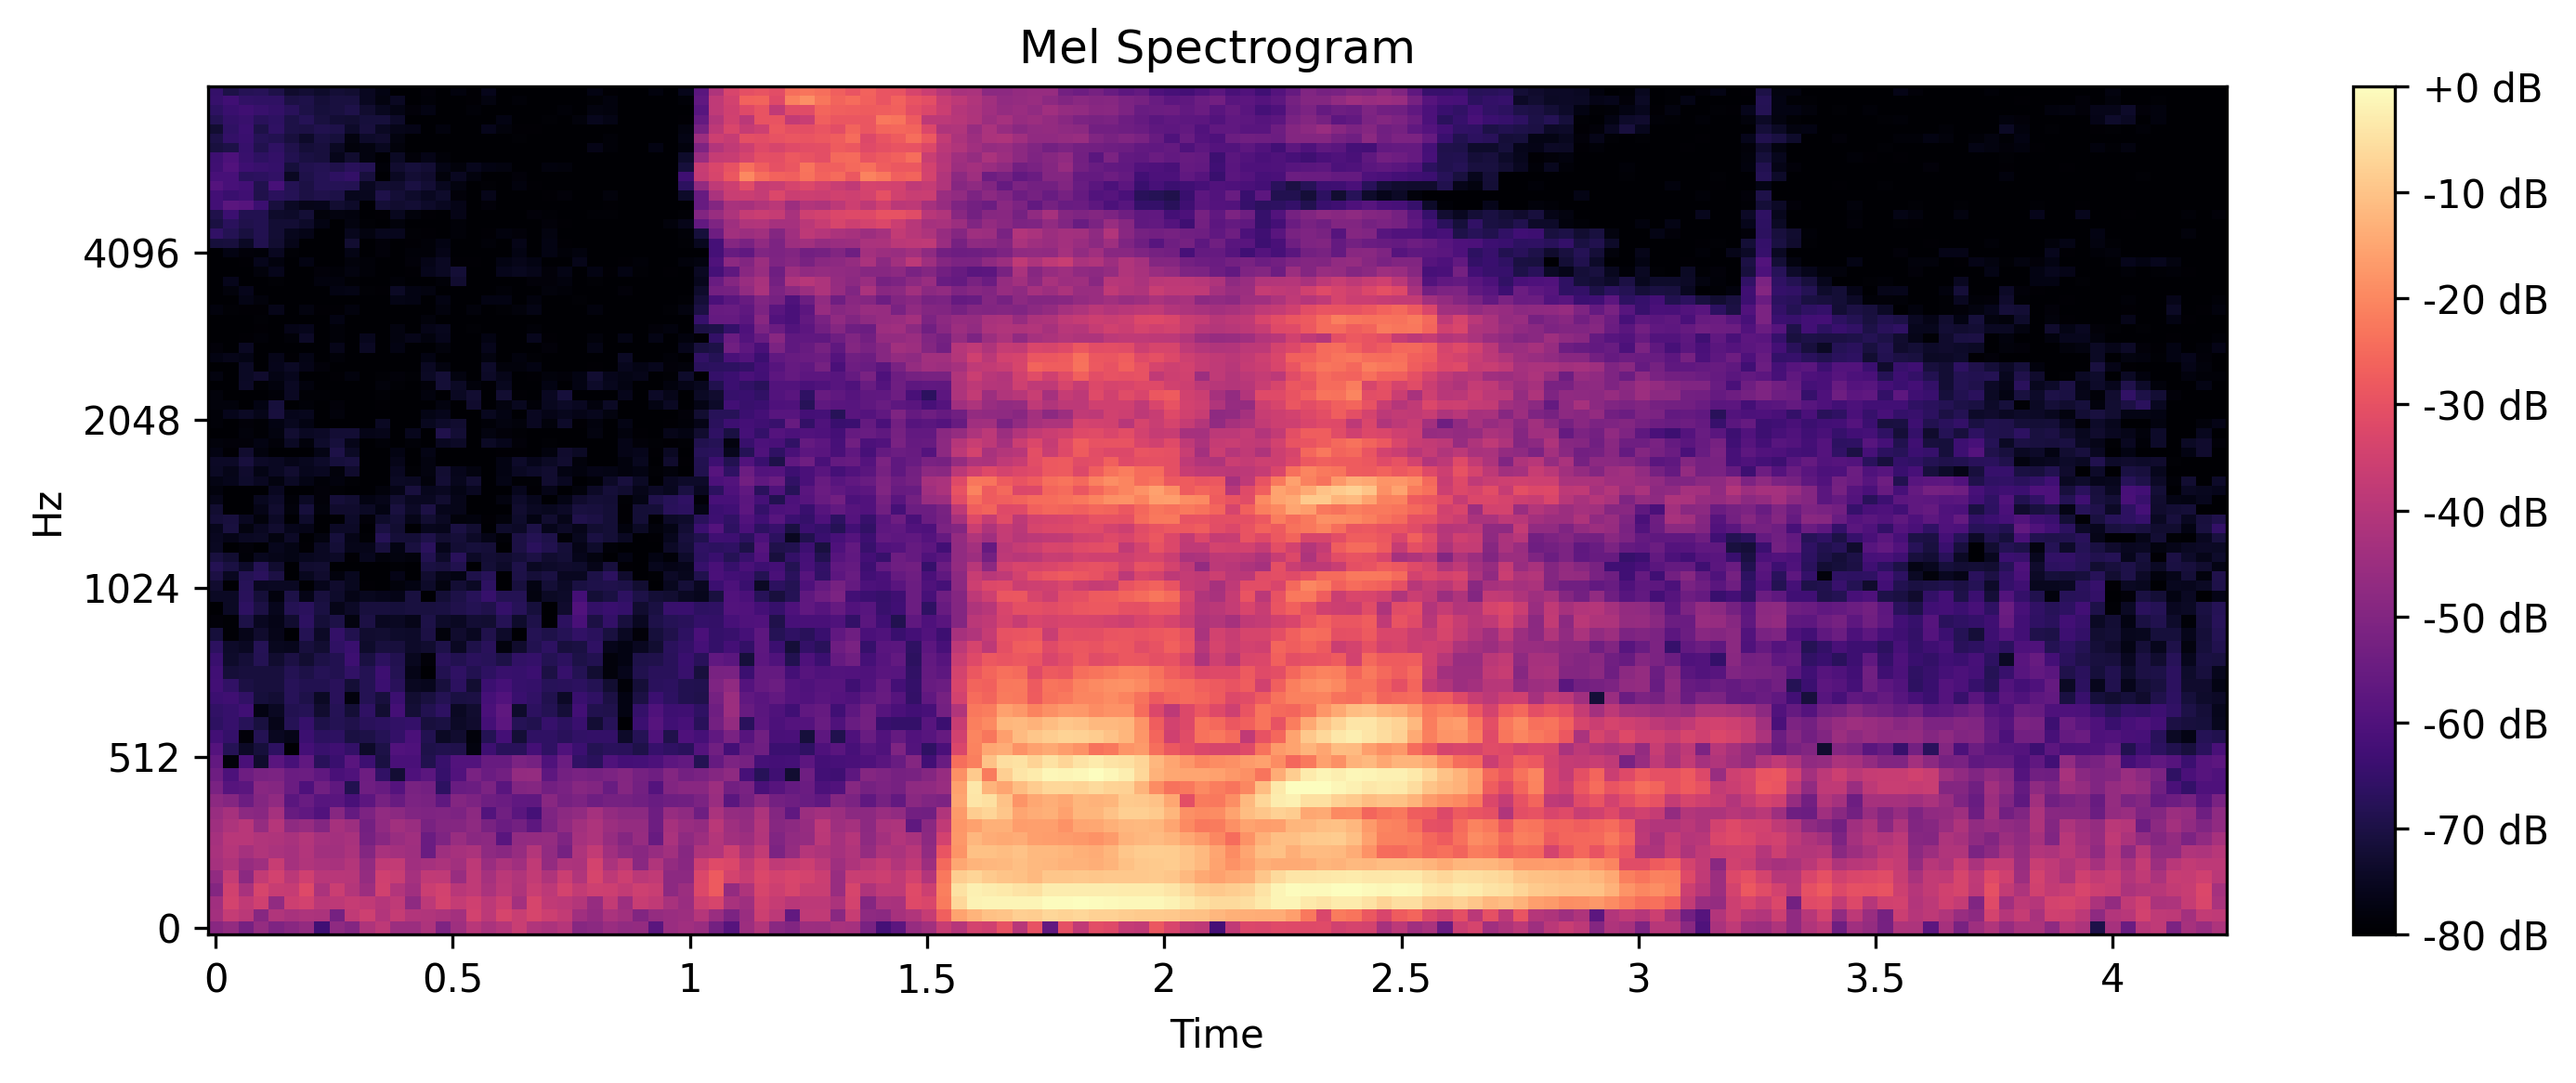 Mel Spectrogram
+0 dB
-10 dB
-20 dB
-30 dB
-40 dB
-50 dB
-60 dB
-70 dB
-80 dB
Hz
4096
2048
1024
512
0
0 0.5 1 1.5 2 2.5 3 3.5 4
Time